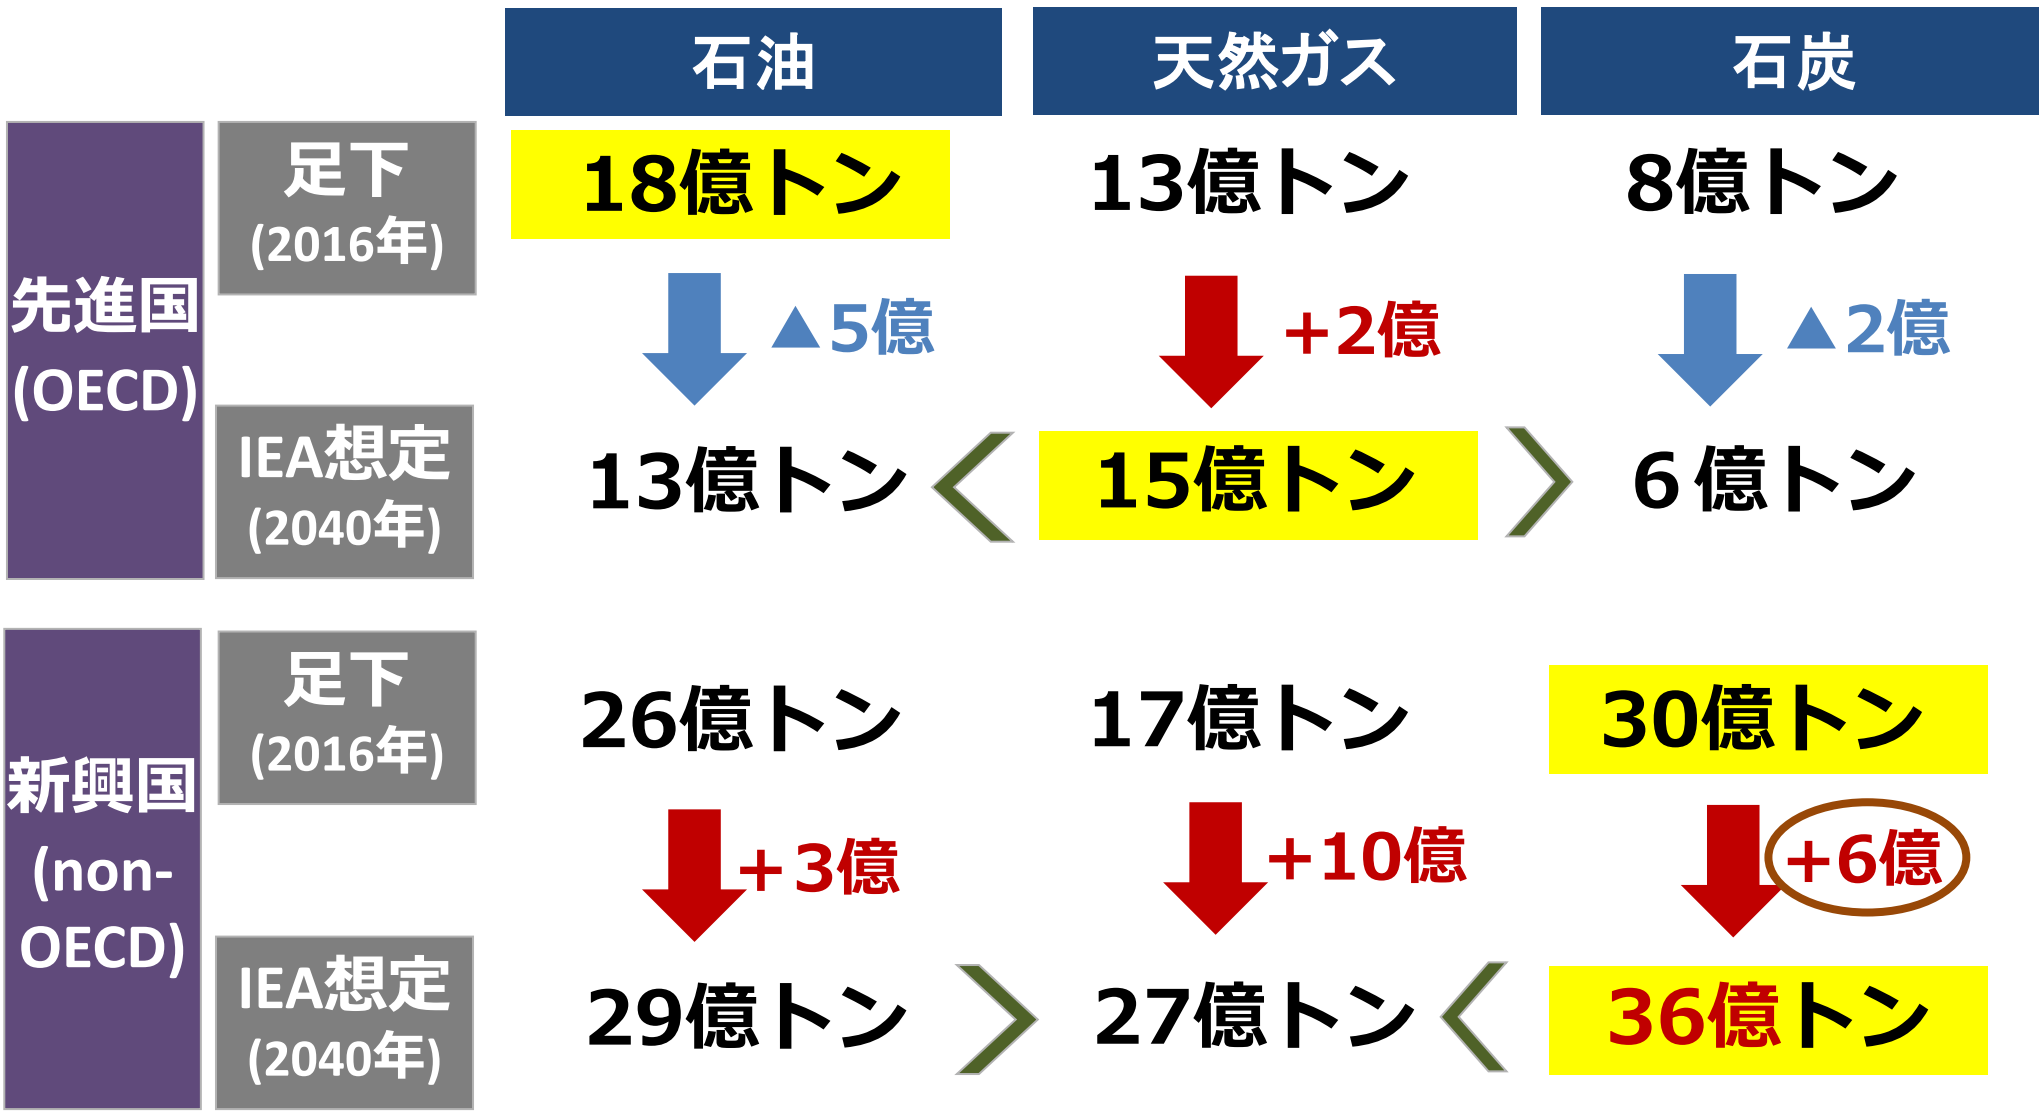 石油
天然ガス
石炭
先進国
(OECD)
足下
(2016年)
18億トン
13億トン
8億トン
▲5億
+2億
▲2億
IEA想定
(2040年)
13億トン
<
15億トン
>
6億トン
新興国
(non-
OECD)
足下
(2016年)
26億トン
17億トン
30億トン
+3億
+10億
+6億
IEA想定
(2040年)
29億トン
>
27億トン
<
36億トン